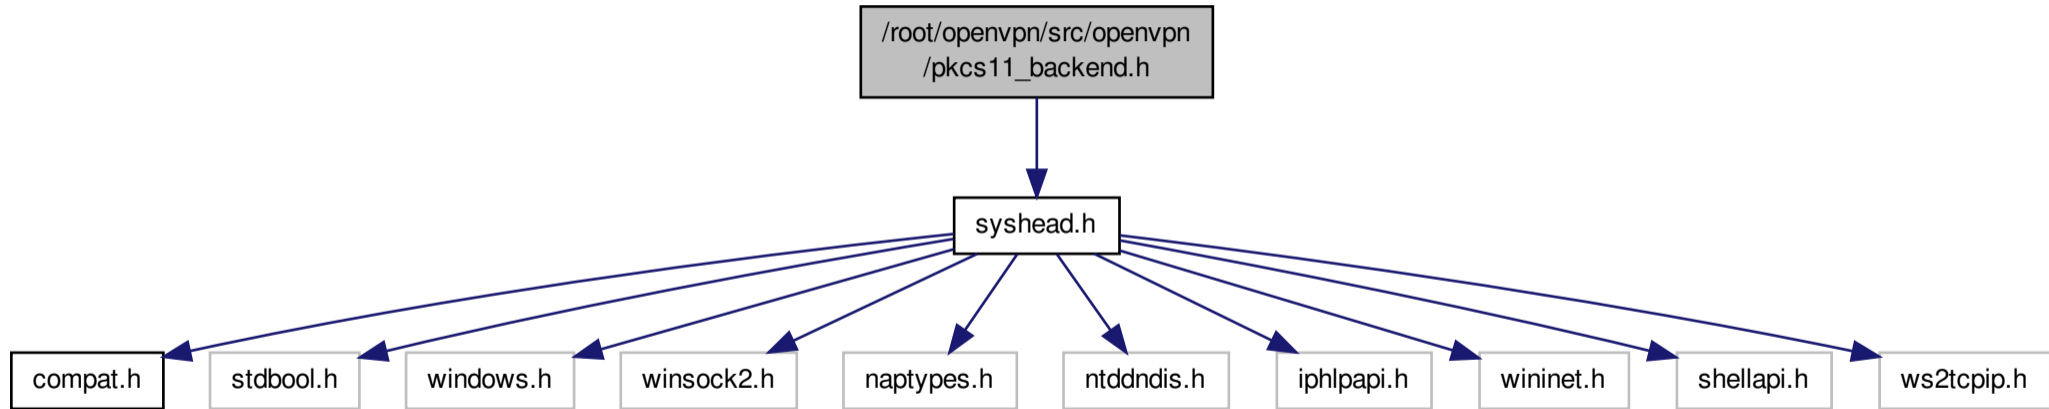 /root/openvpn/src/openvpn
/pkcs11_backend.h
syshead.h
compat.h
stdbool.h
windows.h
winsock2.h
naptypes.h
ntddndis.h
iphlpapi.h
wininet.h
shellapi.h
ws2tcpip.h